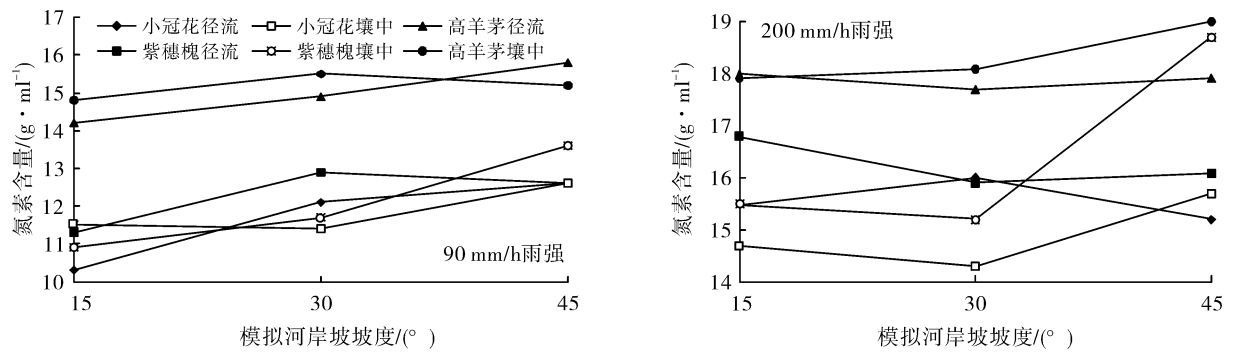 17
16
15
14
13
12
11
10
氮素含量/(g·ml⁻¹)
小冠花径流 小冠花壤中 高羊茅径流
紫穗槐径流 紫穗槐壤中 高羊茅壤中
90 mm/h雨强
15 30 45
模拟河岸坡坡度/(°)
19
18
17
16
15
14
氮素含量/(g·ml⁻¹)
200 mm/h雨强
15 30 45
模拟河岸坡坡度/(°)